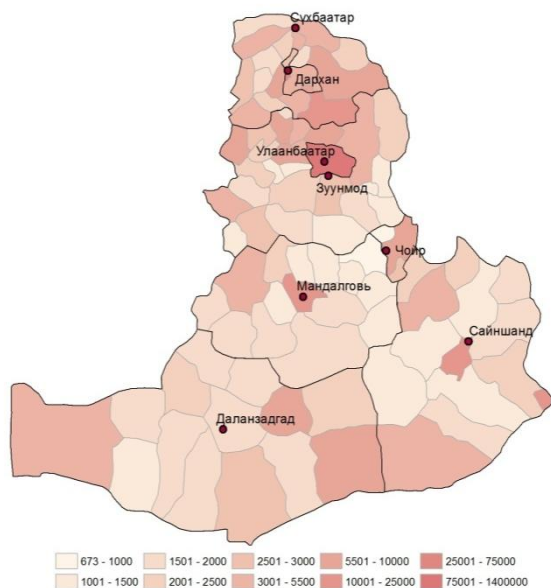 Сүхбаатар
Дархан
Улаанбаатар
Зуунмод
Чойр
Мандалговь
Сайншанд
Даланзадгад
673 - 1000 1501 - 2000 2501 - 3000 5501 - 10000 25001 - 75000
1001 - 1500 2001 - 2500 3001 - 5500 10001 - 25000 75001 - 1400000